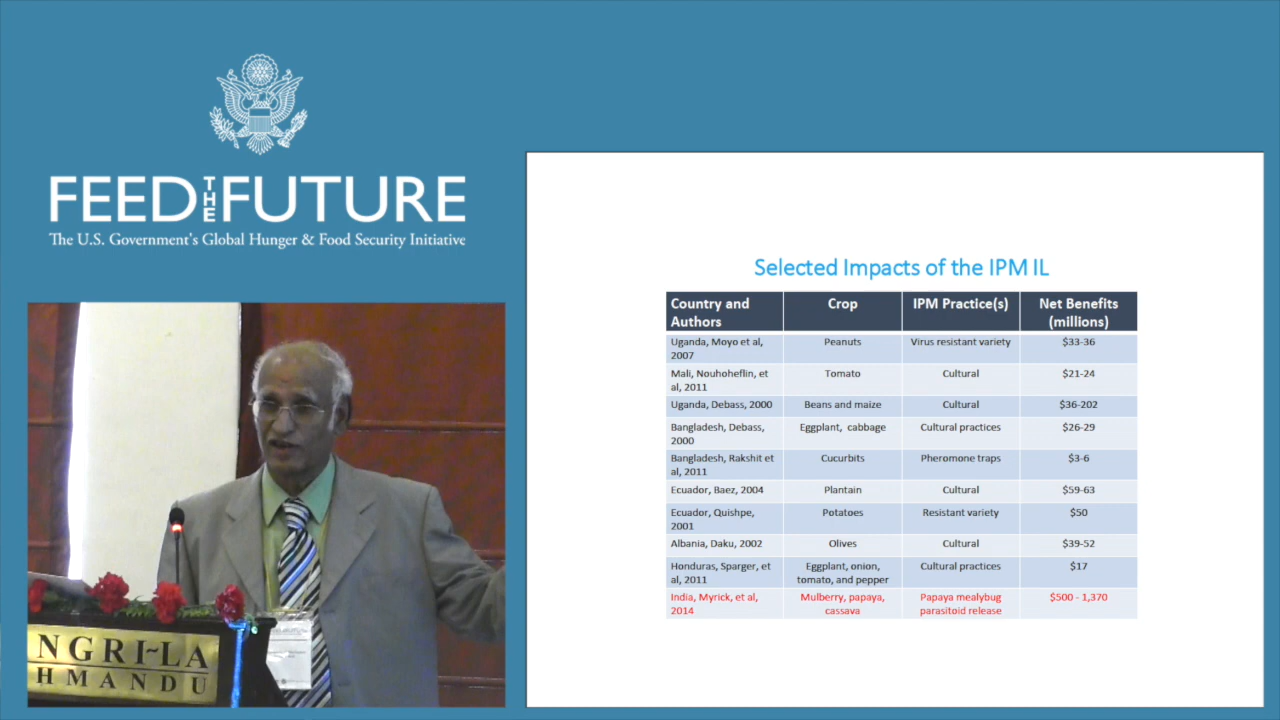 FEED THE FUTURE
The U.S. Government's Global Hunger & Food Security Initiative
Selected Impacts of the IPM IL
Country and Authors Crop IPM Practice(s) Net Benefits (millions)
Uganda, Moyo et al, 2007 Peanuts Virus resistant variety $33-36
Mali, Nouhoheflin, et al, 2011 Tomato Cultural $21-24
Uganda, Debass, 2000 Beans and maize Cultural $36-202
Bangladesh, Debass, 2000 Eggplant, cabbage Cultural practices $26-29
Bangladesh, Rakshit et al, 2011 Cucurbits Pheromone traps $3-6
Ecuador, Baez, 2004 Plantain Cultural $59-63
Ecuador, Quishpe, 2001 Potatoes Resistant variety $50
Albania, Daku, 2002 Olives Cultural $39-52
Honduras, Sparger, et al, 2011 Eggplant, onion, tomato, and pepper Cultural practices $17
India, Myrick, et al, 2014 Mulberry, papaya, cassava Papaya mealybug parasitoid release $500 - 1,370
NGRI~LA
HMANDU